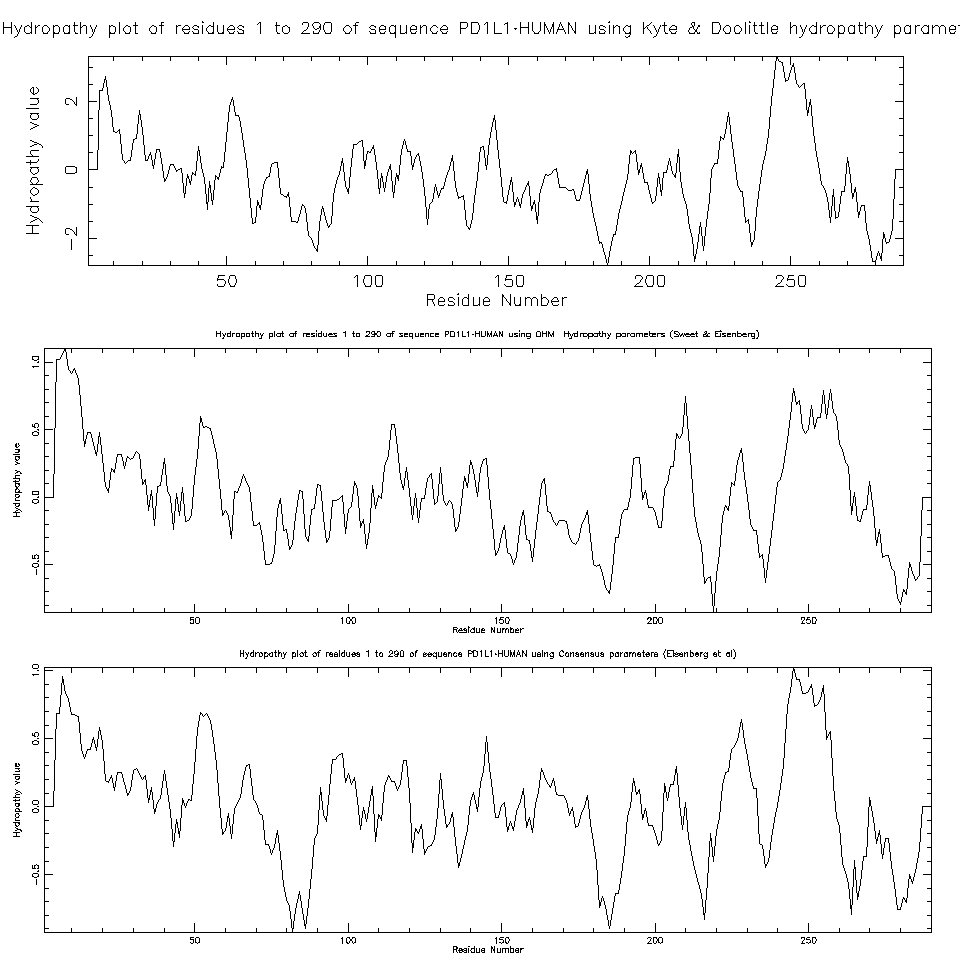 Hydropathy plot of residues 1 to 290 of sequence PD1L1-HUMAN using Kyte & Doolittle hydropathy parame
Hydropathy value
2
0
−2
50 100 150 200 250
Residue Number
Hydropathy plot of residues 1 to 290 of sequence PD1L1-HUMAN using OHM Hydropathy parameters (Sweet & Eisenberg)
Hydropathy value
1.0
0.5
0.0
−0.5
50 100 150 200 250
Residue Number
Hydropathy plot of residues 1 to 290 of sequence PD1L1-HUMAN using Consensus parameters (Eisenberg et al)
Hydropathy value
1.0
0.5
0.0
−0.5
50 100 150 200 250
Residue Number